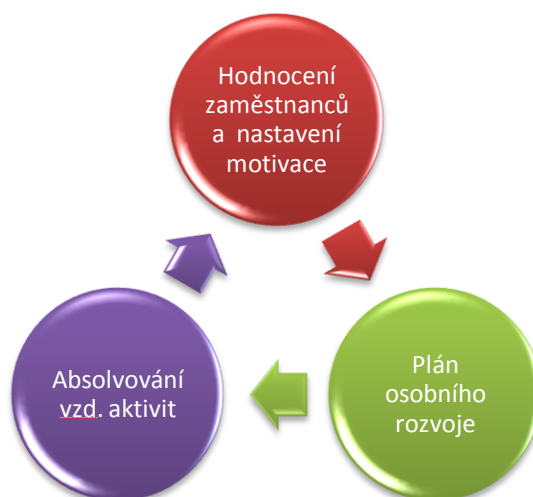 Hodnocení
zaměstnanců
a nastavení
motivace
Plán
osobního
rozvoje
Absolvování
vzd. aktivit